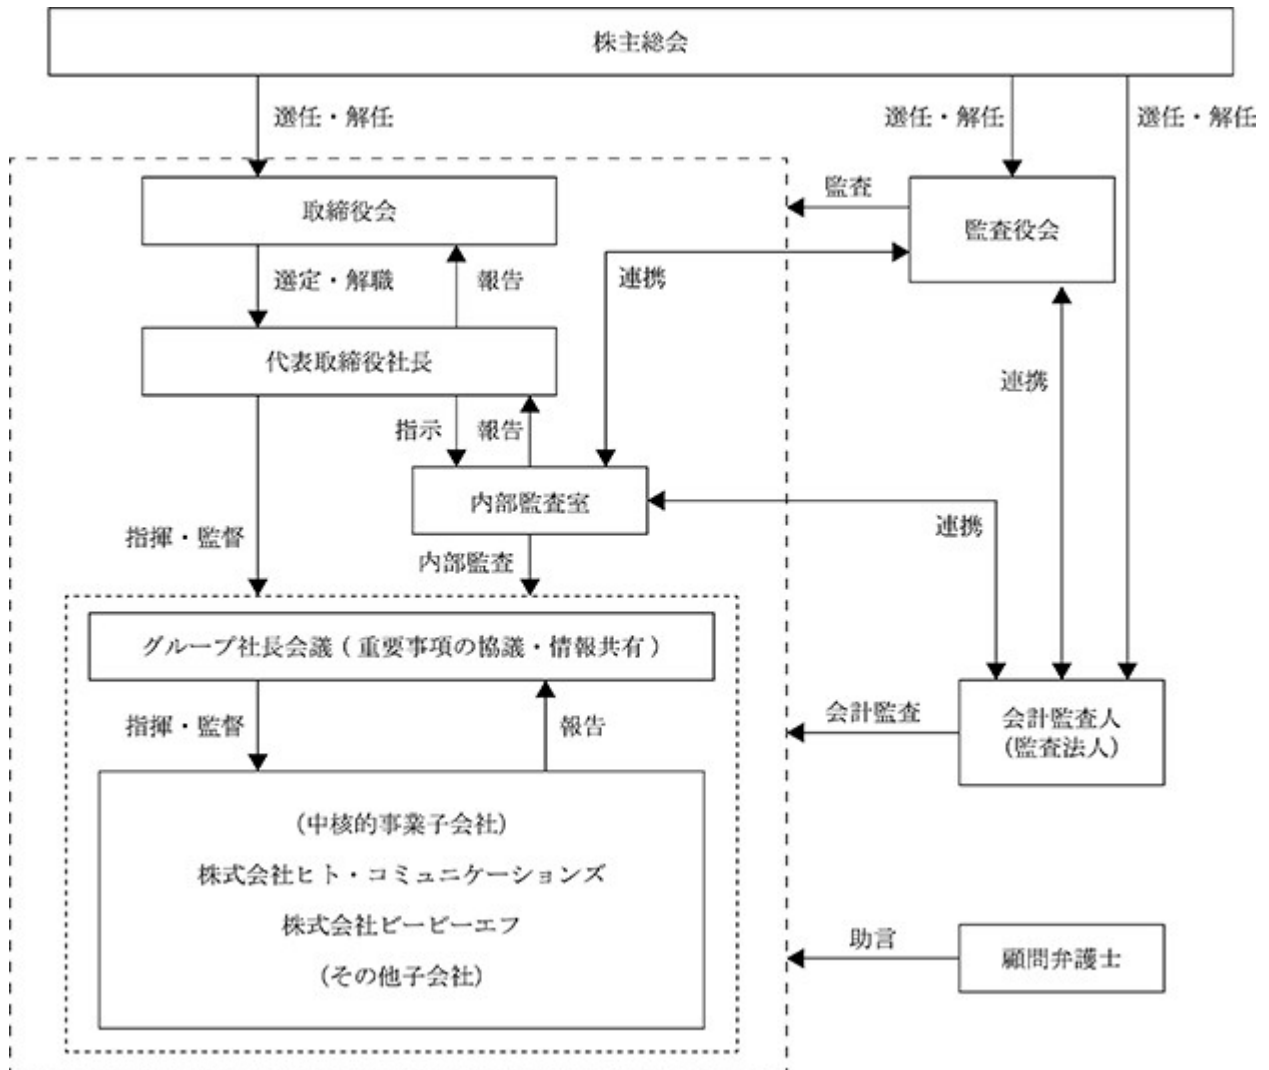 株主総会
選任・解任
選任・解任
選任・解任
取締役会
監査
監査役会
選定・解職
報告
連携
代表取締役社長
連携
指示
報告
内部監査室
連携
指揮・監督
内部監査
グループ社長会議(重要事項の協議・情報共有)
指揮・監督
報告
会計監査
会計監査人
(監査法人)
(中核的事業子会社)
株式会社ヒト・コミュニケーションズ
株式会社ビービーエフ
(その他子会社)
助言
顧問弁護士